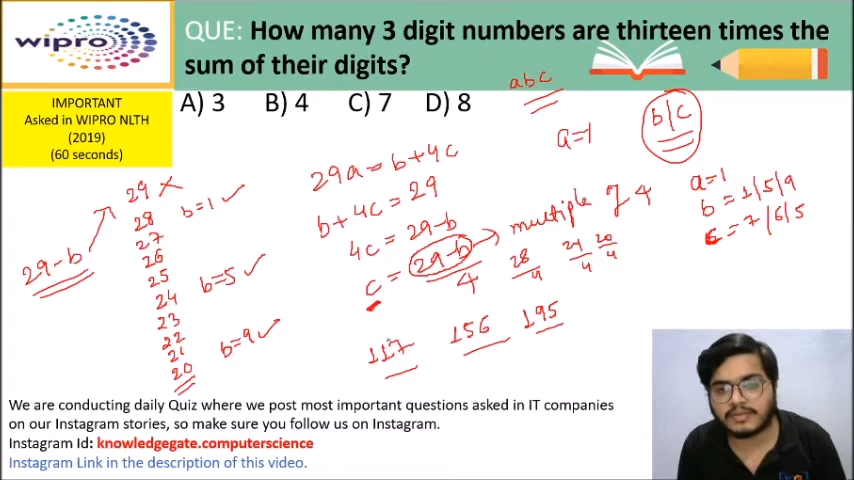 wipro
QUE: How many 3 digit numbers are thirteen times the
sum of their digits?
IMPORTANT
Asked in WIPRO NLTH
(2019)
(60 seconds)
A) 3 B) 4 C) 7 D) 8
abc
a=1
b/c
29-b
29 ×
28 b=1 ✓
27
26
25 b=5 ✓
24
23
22 b=9 ✓
21
20
29a=b+4c
b+4c=29
4c=29-b
c = 29-b
4
multiple of 4
28/4 24/4 20/4
a=1
b=1/5/9
c=7/6/5
117 156 195
We are conducting daily Quiz where we post most important questions asked in IT companies
on our Instagram stories, so make sure you follow us on Instagram.
Instagram Id: knowledgegate.computerscience
Instagram Link in the description of this video.